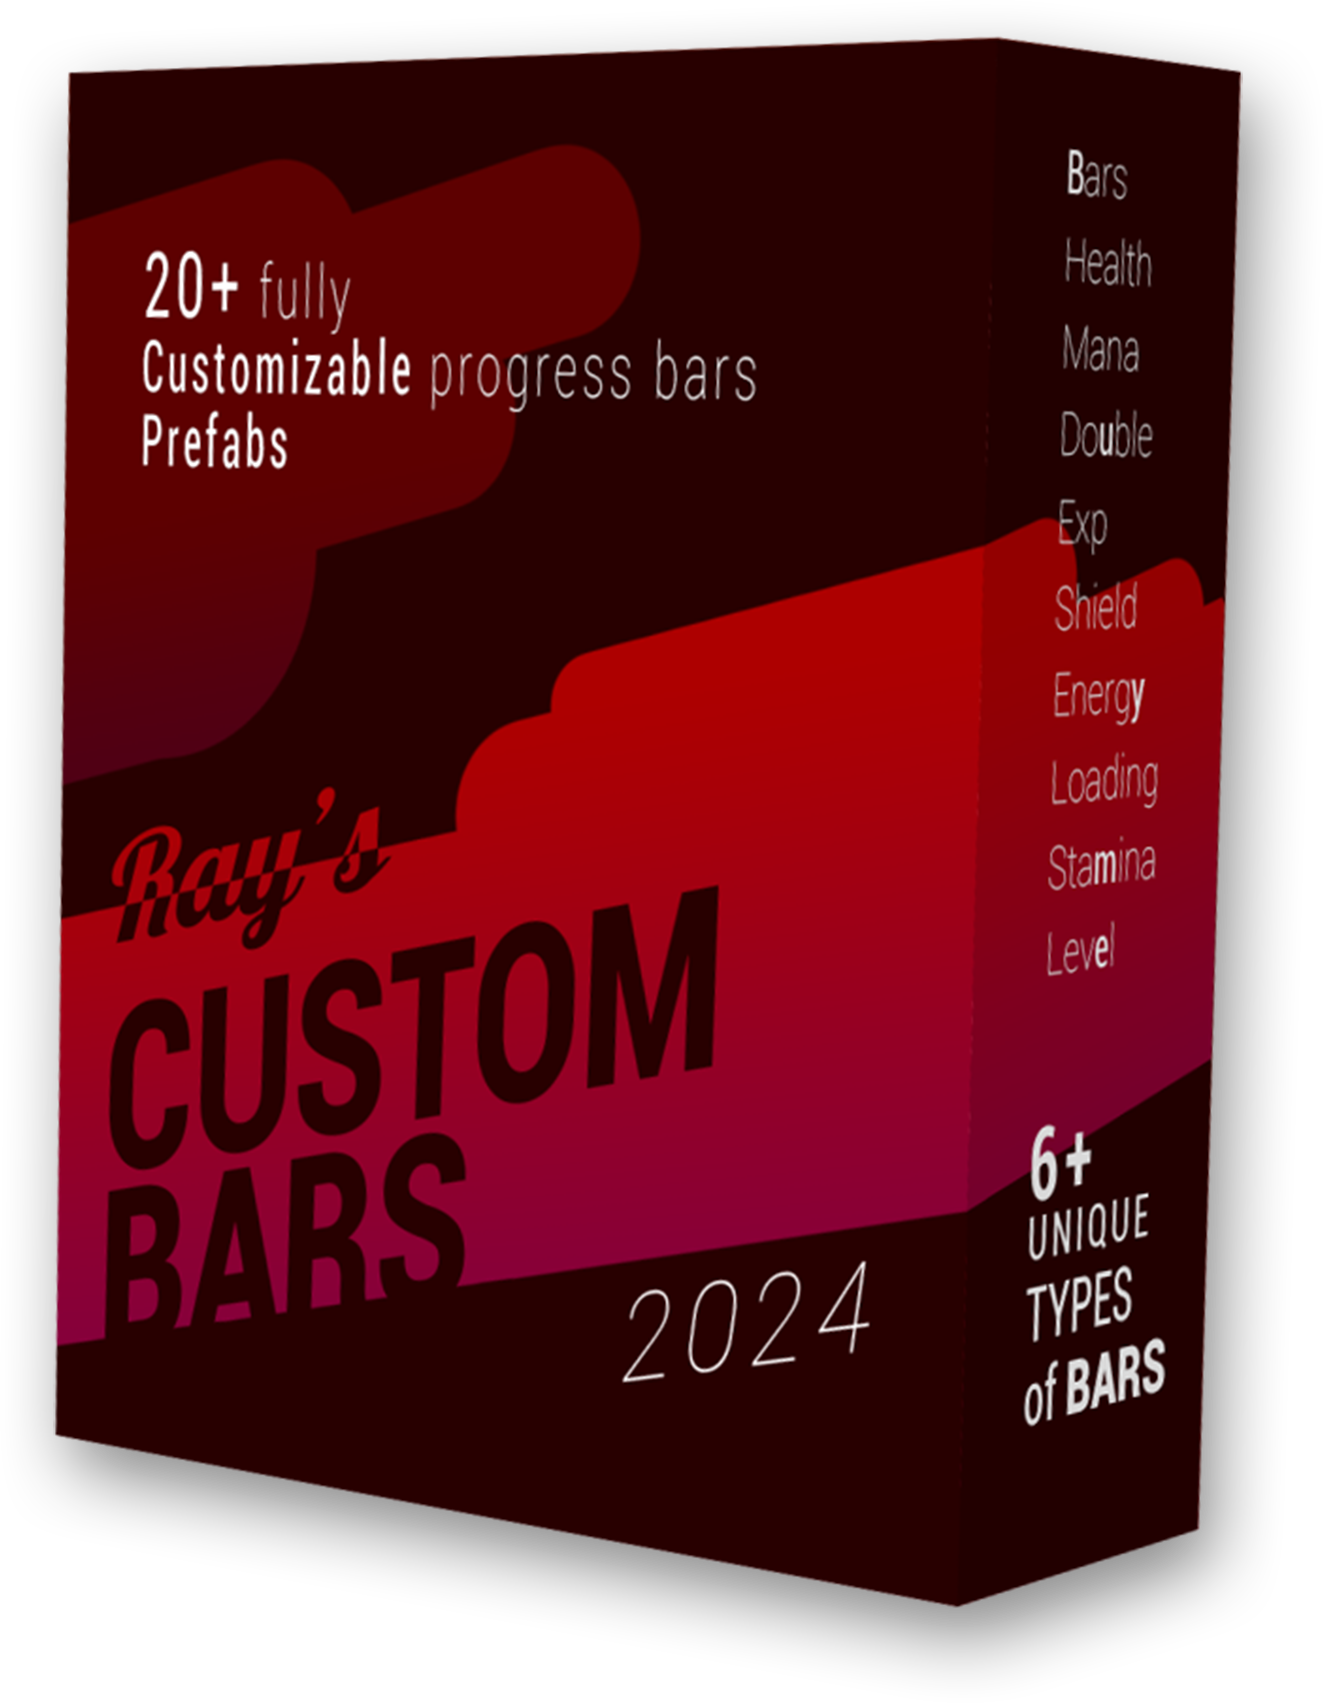 20+ fully
Customizable progress bars
Prefabs
Ray's
CUSTOM
BARS
2024
Bars
Health
Mana
Double
Exp
Shield
Energy
Loading
Stamina
Level
6+
UNIQUE
TYPES
of BARS